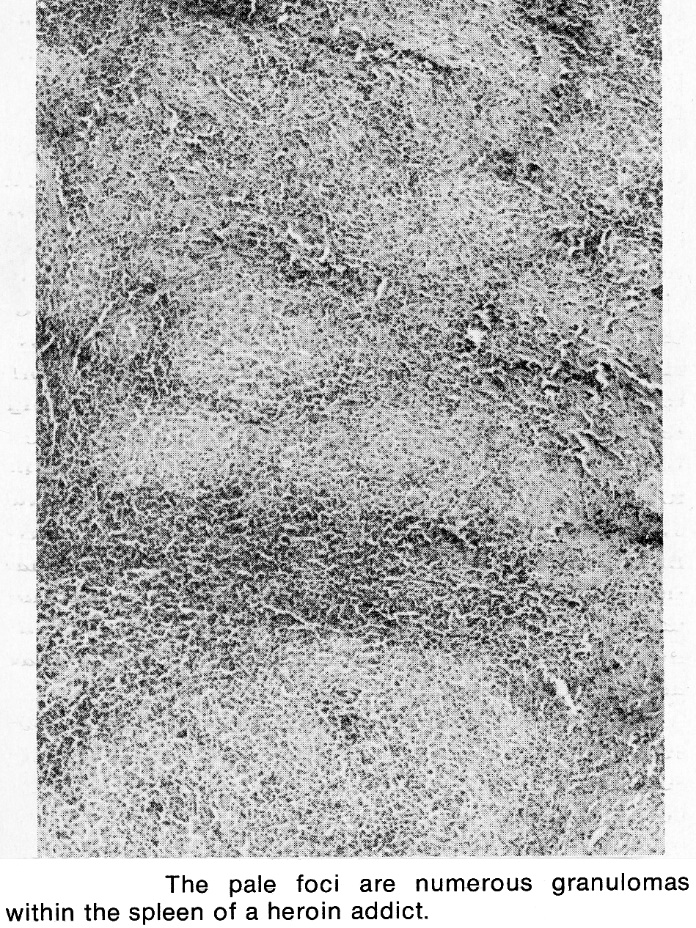 The pale foci are numerous granulomas
within the spleen of a heroin addict.